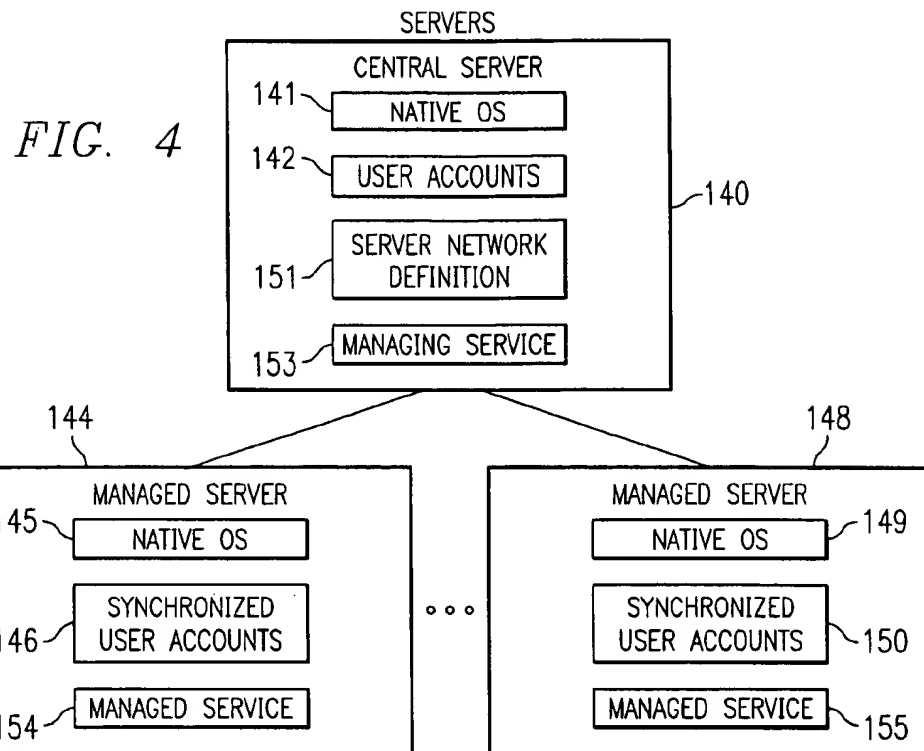 SERVERS
CENTRAL SERVER
FIG. 4
141
NATIVE OS
142
USER ACCOUNTS
140
151
SERVER NETWORK
DEFINITION
153
MANAGING SERVICE
144
148
MANAGED SERVER
MANAGED SERVER
145
NATIVE OS
NATIVE OS
149
146
SYNCHRONIZED
USER ACCOUNTS
SYNCHRONIZED
USER ACCOUNTS
150
154
MANAGED SERVICE
MANAGED SERVICE
155